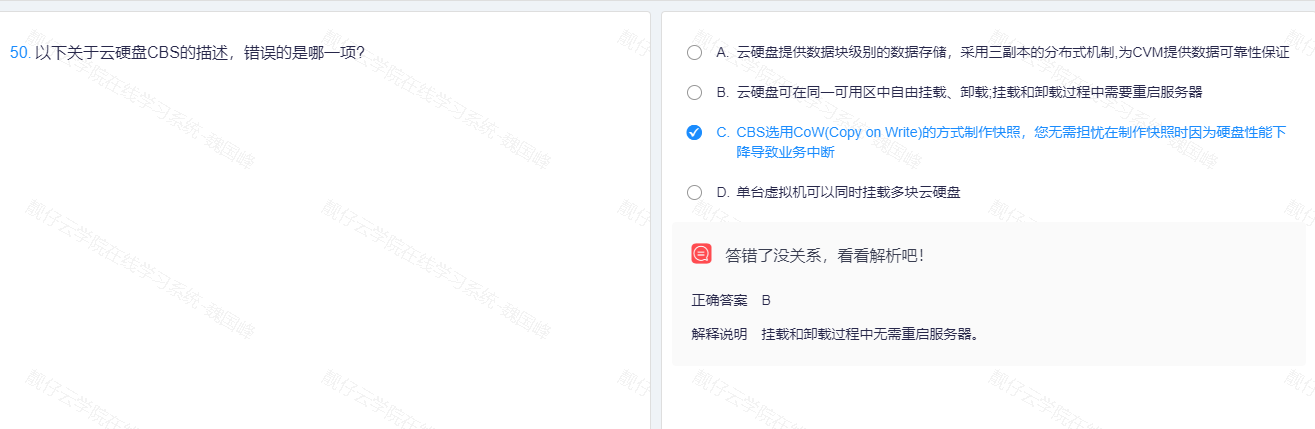 50. 以下关于云硬盘CBS的描述，错误的是哪一项?
A. 云硬盘提供数据块级别的数据存储，采用三副本的分布式机制,为CVM提供数据可靠性保证
B. 云硬盘可在同一可用区中自由挂载、卸载;挂载和卸载过程中需要重启服务器
C. CBS选用CoW(Copy on Write)的方式制作快照，您无需担忧在制作快照时因为硬盘性能下
降导致业务中断
D. 单台虚拟机可以同时挂载多块云硬盘
答错了没关系，看看解析吧！
正确答案 B
解释说明 挂载和卸载过程中无需重启服务器。
靓仔云学院在线学习系统-魏国峰